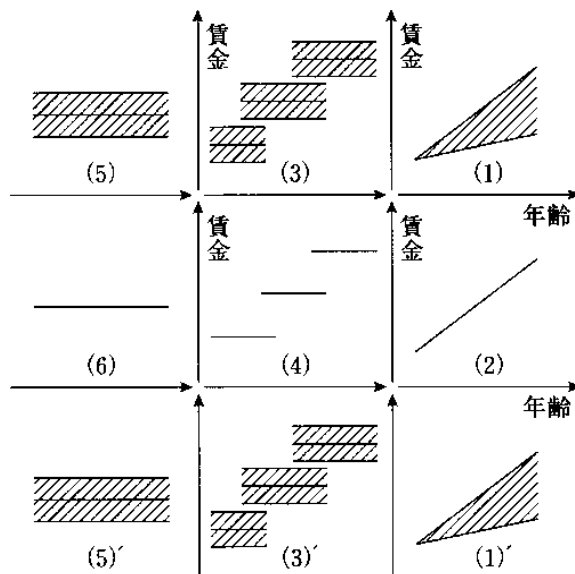 賃金
賃金
(5)
(3)
(1)
年齢
賃金
賃金
(6)
(4)
(2)
年齢
(5)′
(3)′
(1)′